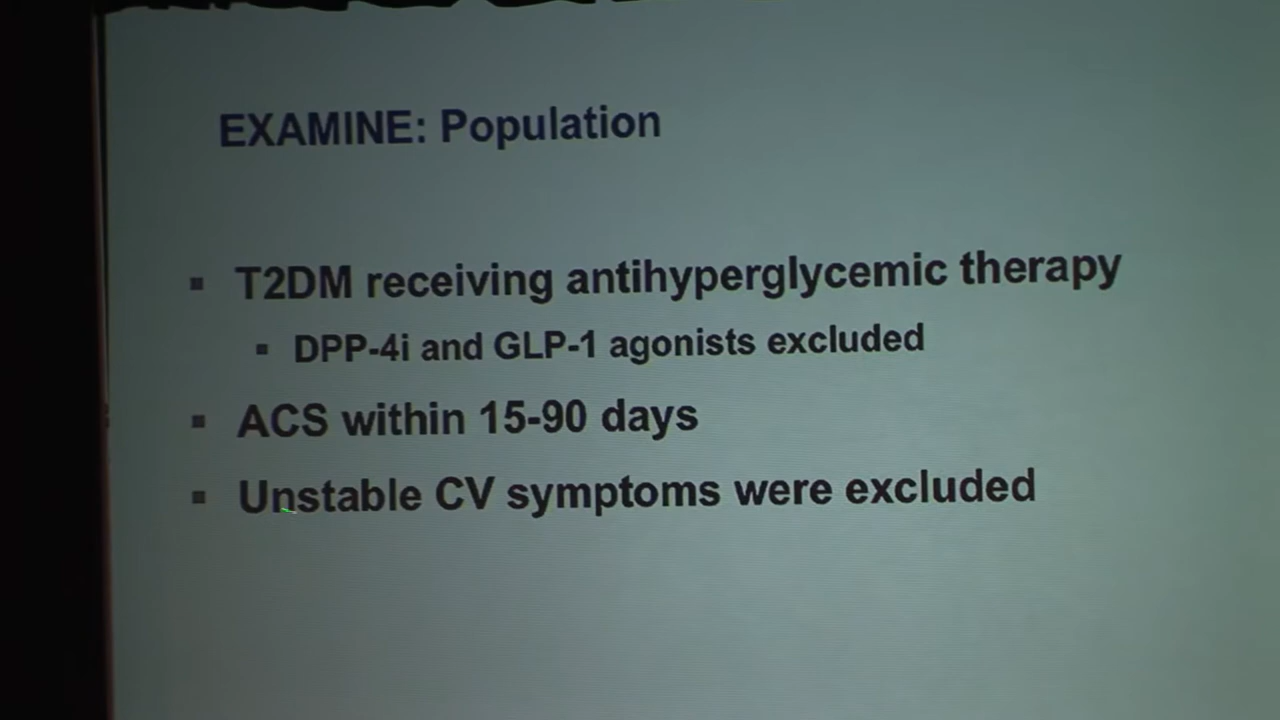 EXAMINE: Population
▪ T2DM receiving antihyperglycemic therapy
▪ DPP-4i and GLP-1 agonists excluded
▪ ACS within 15-90 days
▪ Unstable CV symptoms were excluded